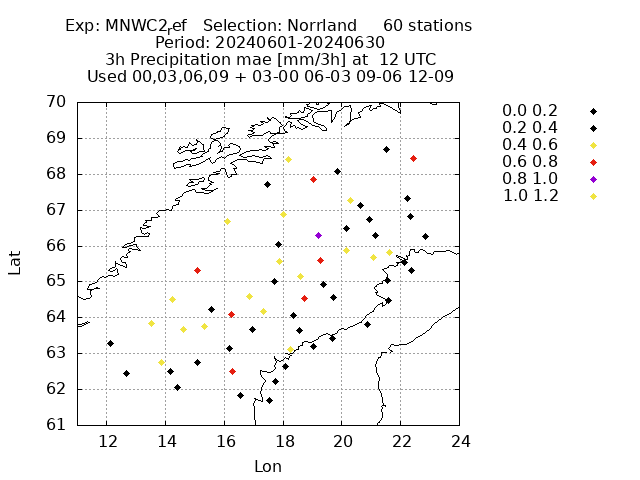 Exp: MNWC2ref Selection: Norrland 60 stations
Period: 20240601-20240630
3h Precipitation mae [mm/3h] at 12 UTC
Used 00,03,06,09 + 03-00 06-03 09-06 12-09
70
69
68
67
66
65
64
63
62
61
Lat
12 14 16 18 20 22 24
Lon
0.0 0.2
0.2 0.4
0.4 0.6
0.6 0.8
0.8 1.0
1.0 1.2